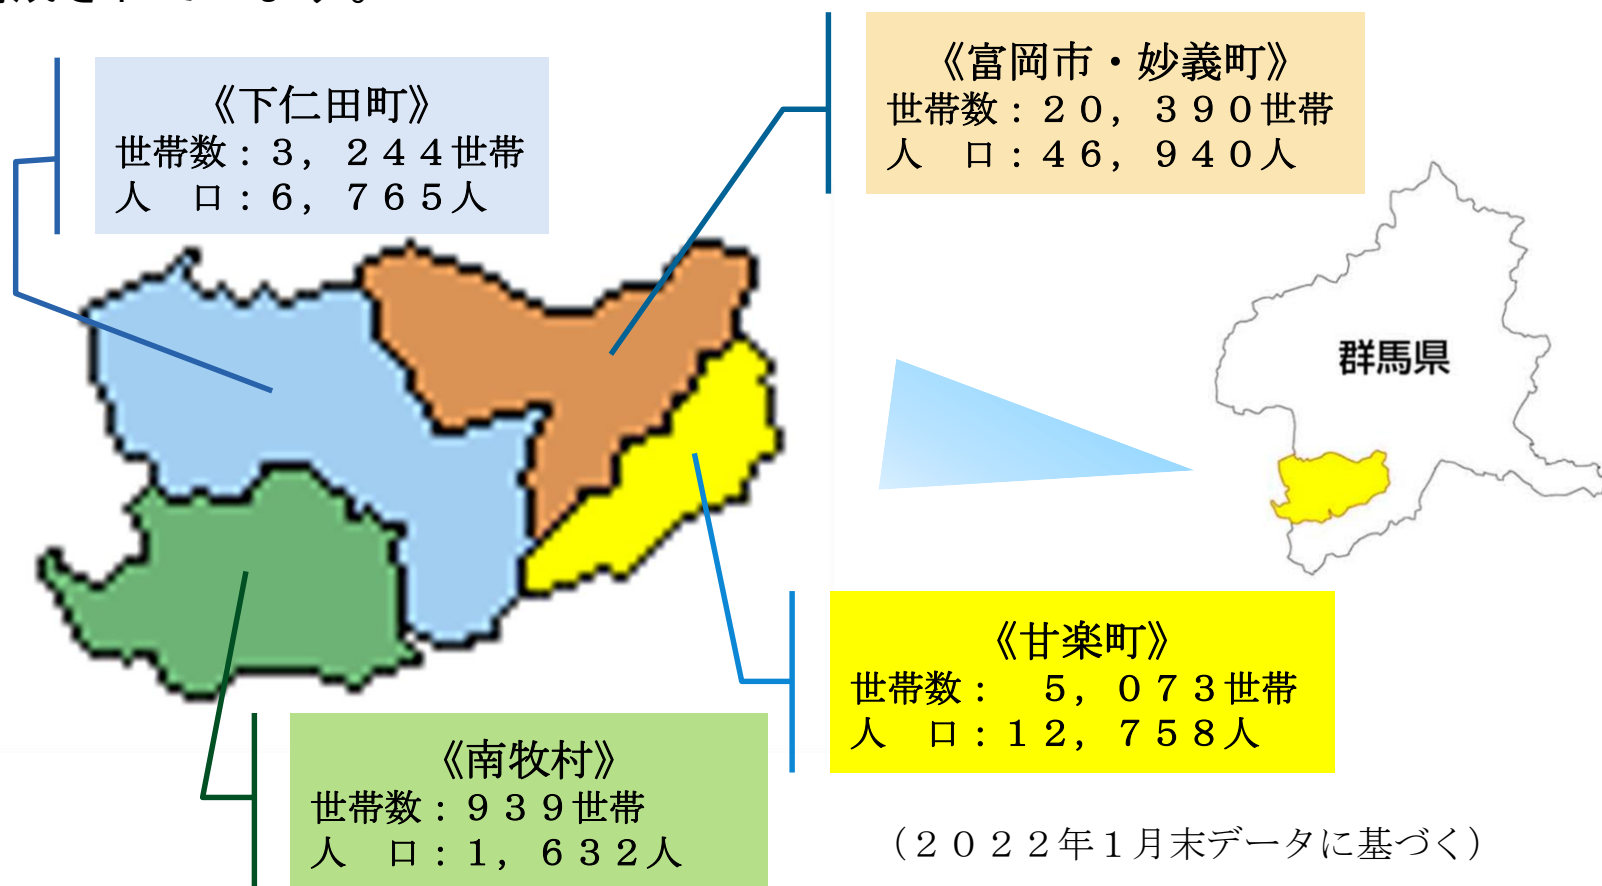 《下仁田町》
世帯数：３，２４４世帯
人　口：６，７６５人
《富岡市・妙義町》
世帯数：２０，３９０世帯
人　口：４６，９４０人
群馬県
《甘楽町》
世帯数：　５，０７３世帯
人　口：１２，７５８人
《南牧村》
世帯数：９３９世帯
人　口：１，６３２人
（２０２２年１月末データに基づく）